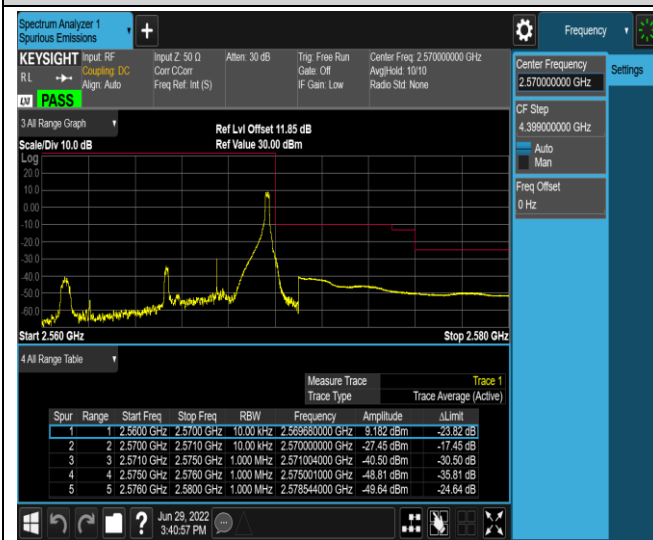 Spectrum Analyzer 1
Spurious Emissions
+
Frequency
KEYSIGHT Input: RF Input Z: 50 Ω Atten: 30 dB Trig: Free Run Center Freq: 2.570000000 GHz
RL Coupling: DC Corr CCorr Gate: Off Avg|Hold: 10/10
Align: Auto Freq Ref: Int (S) IF Gain: Low Radio Std: None
LXI PASS
Center Frequency
2.570000000 GHz
Settings
CF Step
4.399000000 GHz
Auto
Man
Freq Offset
0 Hz
3 All Range Graph
Ref Lvl Offset 11.85 dB
Scale/Div 10.0 dB Ref Value 30.00 dBm
Log
20.0
10.0
0.00
-10.0
-20.0
-30.0
-40.0
-50.0
-60.0
Start 2.560 GHz Stop 2.580 GHz
4 All Range Table
Measure Trace Trace 1
Trace Type Trace Average (Active)
Spur Range Start Freq Stop Freq RBW Frequency Amplitude ΔLimit
1 1 2.5600 GHz 2.5700 GHz 10.00 kHz 2.569680000 GHz 9.182 dBm -23.82 dB
2 2 2.5700 GHz 2.5710 GHz 10.00 kHz 2.570000000 GHz -27.45 dBm -17.45 dB
3 3 2.5710 GHz 2.5750 GHz 1.000 MHz 2.571004000 GHz -40.50 dBm -30.50 dB
4 4 2.5750 GHz 2.5760 GHz 1.000 MHz 2.575001000 GHz -48.81 dBm -35.81 dB
5 5 2.5760 GHz 2.5800 GHz 1.000 MHz 2.578544000 GHz -49.64 dBm -24.64 dB
? Jun 29, 2022
3:40:57 PM